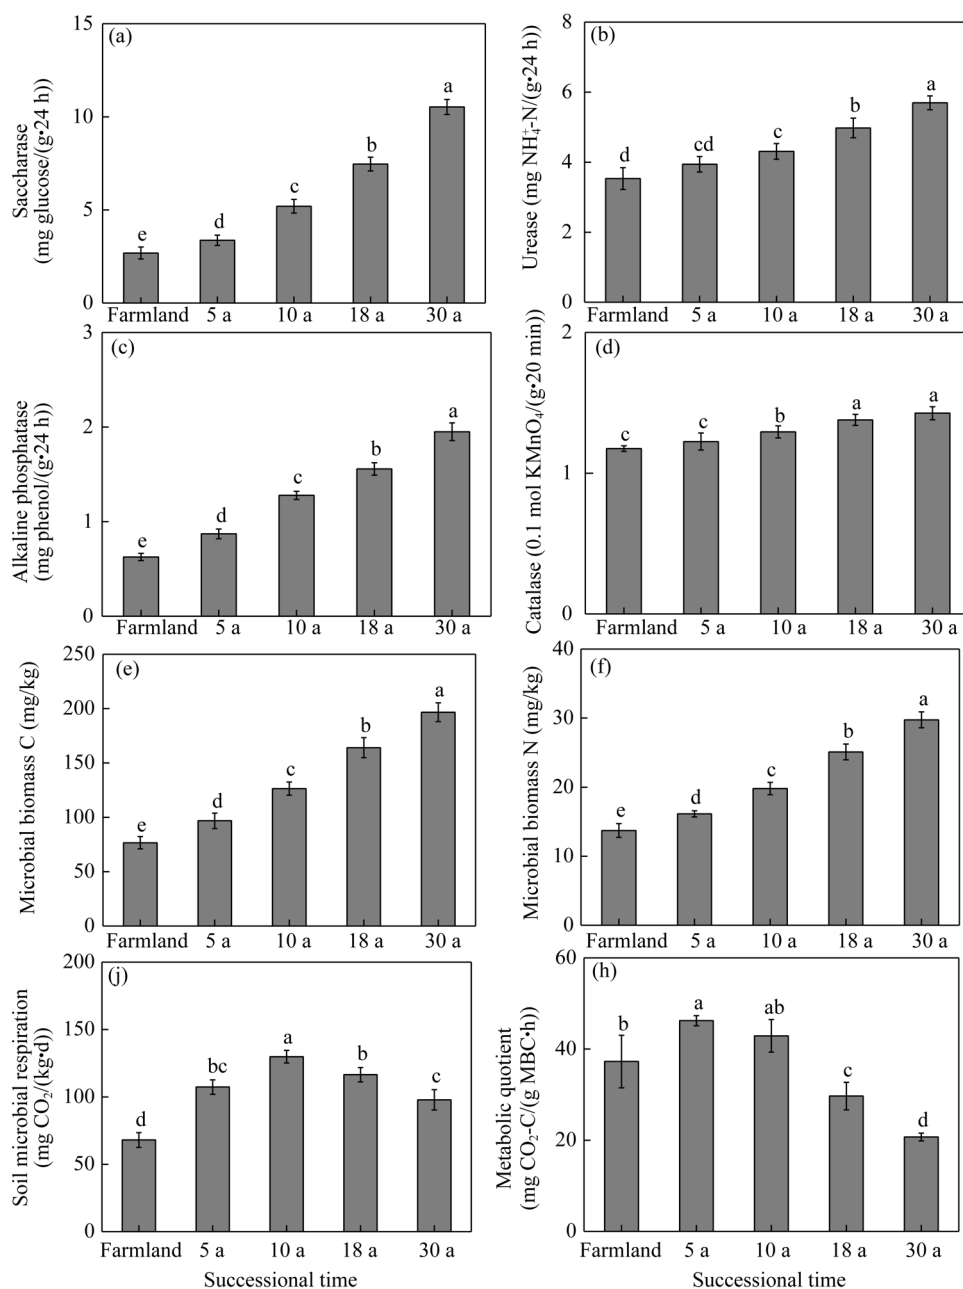 (a)
Saccharase
(mg glucose/(g•24 h))
15
10
5
0
e
d
c
b
a
Farmland 5 a 10 a 18 a 30 a
(b)
Urease (mg NH₄⁺-N/(g•24 h))
8
6
4
2
0
d
cd
c
b
a
Farmland 5 a 10 a 18 a 30 a
(c)
Alkaline phosphatase
(mg phenol/(g•24 h))
3
2
1
0
e
d
c
b
a
Farmland 5 a 10 a 18 a 30 a
(d)
Catalase (0.1 mol KMnO₄/(g•20 min))
2
1
0
c
c
b
a
a
Farmland 5 a 10 a 18 a 30 a
(e)
Microbial biomass C (mg/kg)
250
200
150
100
50
0
e
d
c
b
a
Farmland 5 a 10 a 18 a 30 a
(f)
Microbial biomass N (mg/kg)
40
30
20
10
0
e
d
c
b
a
Farmland 5 a 10 a 18 a 30 a
(j)
Soil microbial respiration
(mg CO₂/(kg•d))
200
150
100
50
0
d
bc
a
b
c
Farmland 5 a 10 a 18 a 30 a
Successional time
(h)
Metabolic quotient
(mg CO₂-C/(g MBC•h))
60
40
20
0
b
a
ab
c
d
Farmland 5 a 10 a 18 a 30 a
Successional time